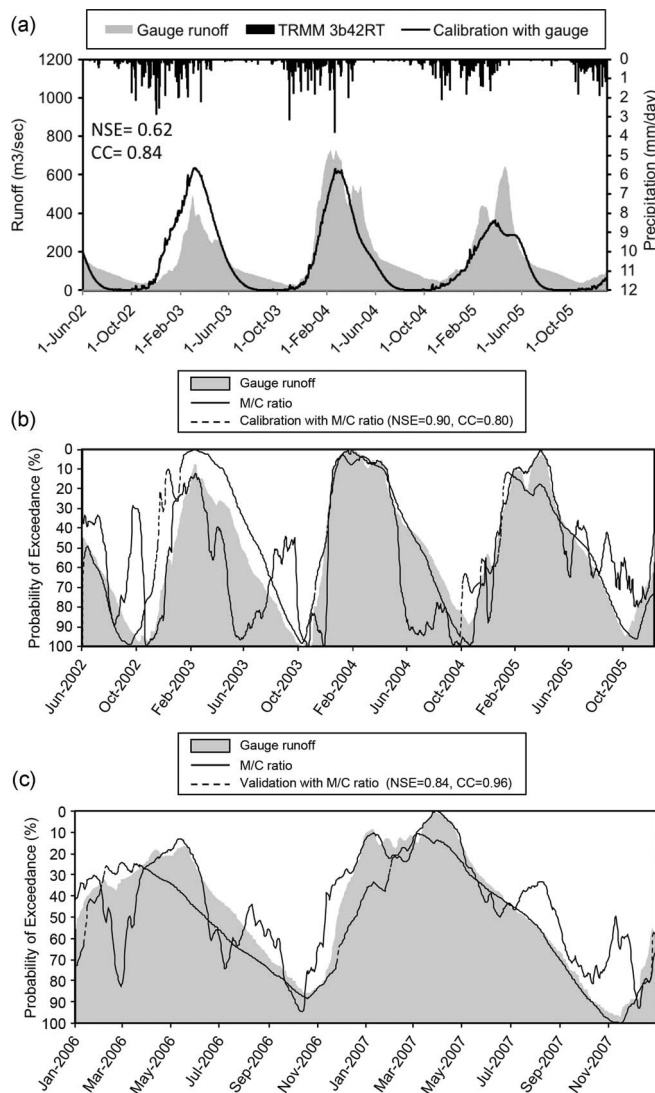 (a)
Gauge runoff TRMM 3b42RT Calibration with gauge
1200
1000
800
600
400
200
0
Runoff (m3/sec)
NSE= 0.62
CC= 0.84
0
1
2
3
4
5
6
7
8
9
10
11
12
Precipitation (mm/day)
1-Jun-02
1-Oct-02
1-Feb-03
1-Jun-03
1-Oct-03
1-Feb-04
1-Jun-04
1-Oct-04
1-Feb-05
1-Jun-05
1-Oct-05
Gauge runoff
M/C ratio
Calibration with M/C ratio (NSE=0.90, CC=0.80)
(b)
0
10
20
30
40
50
60
70
80
90
100
Probability of Exceedance (%)
Jun-2002
Oct-2002
Feb-2003
Jun-2003
Oct-2003
Feb-2004
Jun-2004
Oct-2004
Feb-2005
Jun-2005
Oct-2005
Gauge runoff
M/C ratio
Validation with M/C ratio (NSE=0.84, CC=0.96)
(c)
0
10
20
30
40
50
60
70
80
90
100
Probability of Exceedance (%)
Jan-2006
Mar-2006
May-2006
Jul-2006
Sep-2006
Nov-2006
Jan-2007
Mar-2007
May-2007
Jul-2007
Sep-2007
Nov-2007